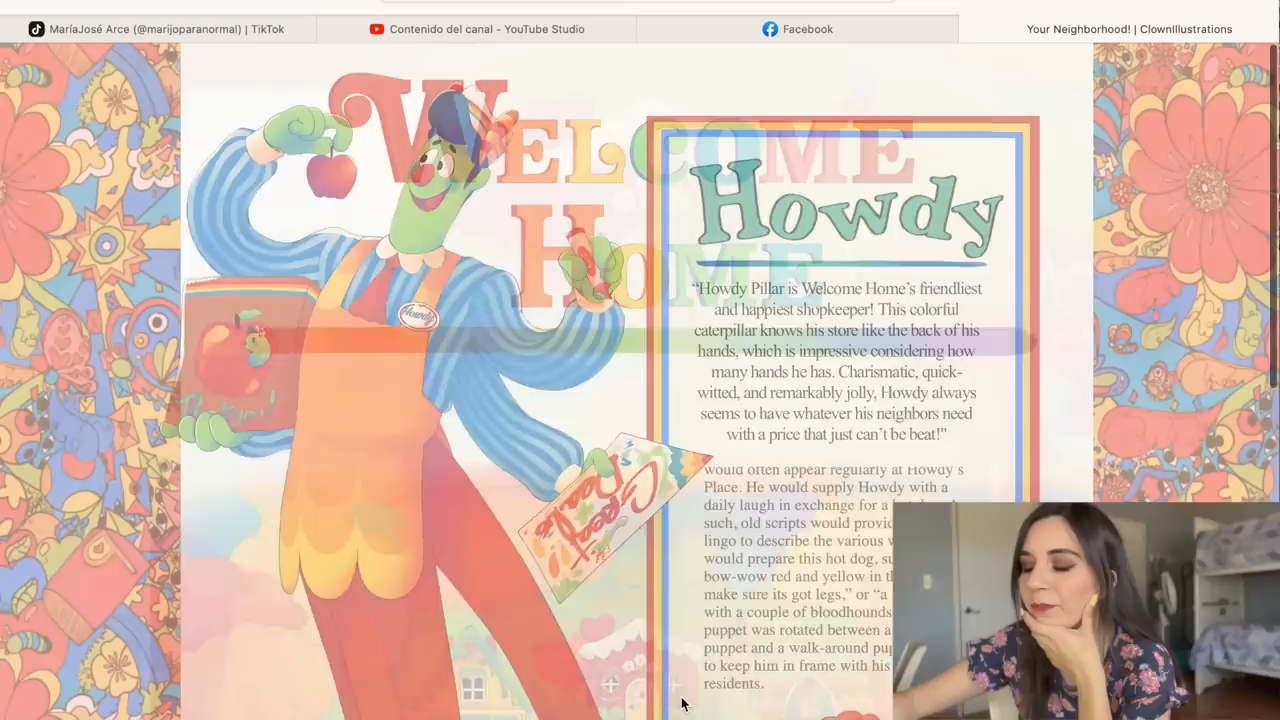 MaríaJosé Arce (@marijoparanormal) | TikTok
Contenido del canal - YouTube Studio
Facebook
Your Neighborhood! | ClownIllustrations
WELCOME
HOME
Howdy
Howdy
"Howdy Pillar is Welcome Home's friendliest
and happiest shopkeeper! This colorful
caterpillar knows his store like the back of his
hands, which is impressive considering how
many hands he has. Charismatic, quick-
witted, and remarkably jolly, Howdy always
seems to have whatever his neighbors need
with a price that just can't be beat!"
would often appear regularly at Howdy's
Place. He would supply Howdy with a
daily laugh in exchange for a
such, old scripts would
lingo to describe the various
would prepare this hot dog,
bow-wow red and yellow in
make sure its got legs," or "a
with a couple of bloodhounds
puppet was rotated between a
puppet and a walk-around
to keep him in frame with his
residents.
Great
Deals!